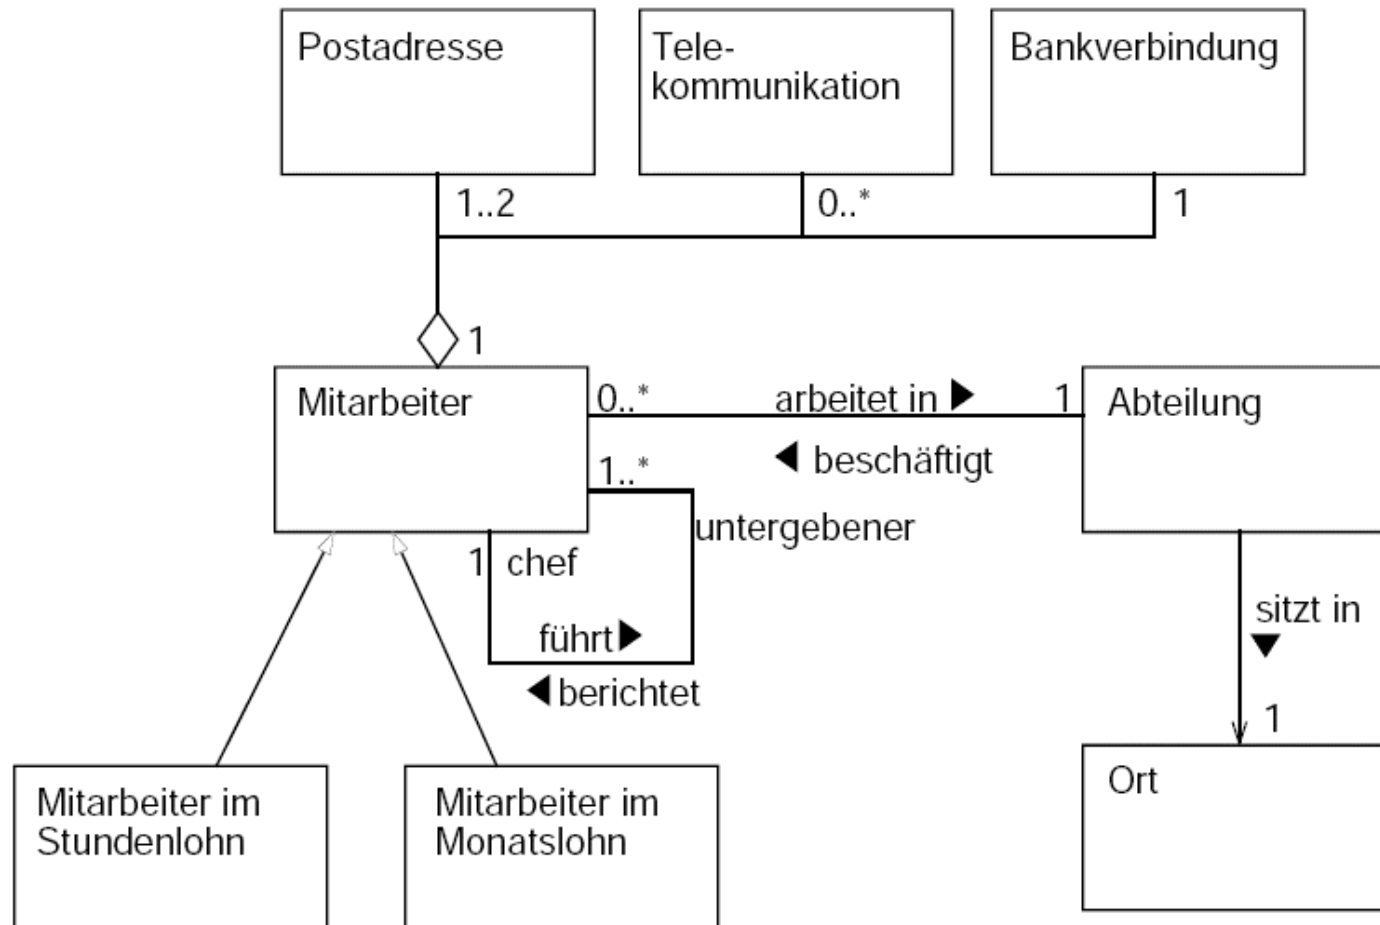 Postadresse
Tele-
kommunikation
Bankverbindung
1..2
0..*
1
1
Mitarbeiter
0..*
arbeitet in
1
Abteilung
beschäftigt
1..*
untergebener
1
chef
führt
berichtet
sitzt in
1
Ort
Mitarbeiter im
Stundenlohn
Mitarbeiter im
Monatslohn